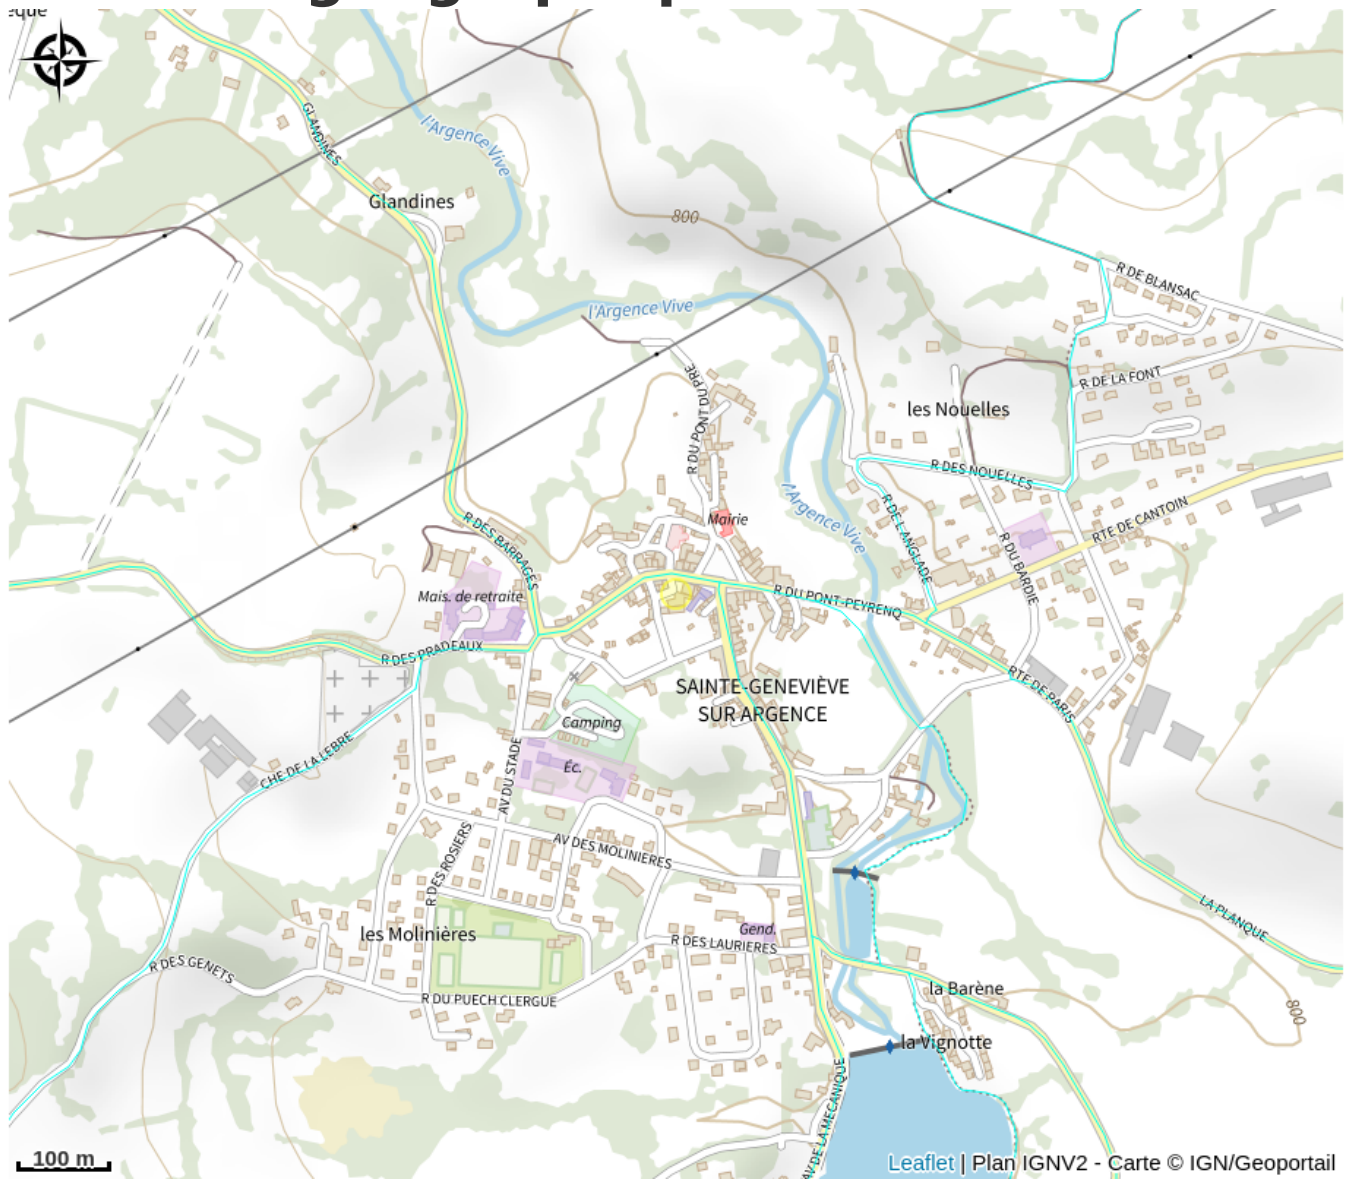 GLANDINES
l'Argence Vive
Glandines
800
R DE BLANSAC
l'Argence Vive
R DU PONT DU PRE
R DE LA FONT
les Nouelles
R DES NOUELLES
l'Argence Vive
R DE L'ANGLADE
RTE DE CANTOIN
R DES BARRAGES
Mairie
R DU BARDIE
Mais. de retraite
R DU PONT-PEYRENQ
R DES PRADEAUX
SAINTE-GENEVIÈVE
SUR ARGENCE
RTE DE PARIS
Camping
CHE DE LA LEBRE
AV DU STADE
Éc.
R DES ROSIERS
AV DES MOLINIERES
LA PLANQUE
les Molinières
Gend.
R DES LAURIERES
R DES GENETS
R DU PUECH CLERGUE
la Barène
800
la Vignotte
AV DE LA MECANIQUE
100 m
Leaflet | Plan IGNV2 - Carte © IGN/Geoportail